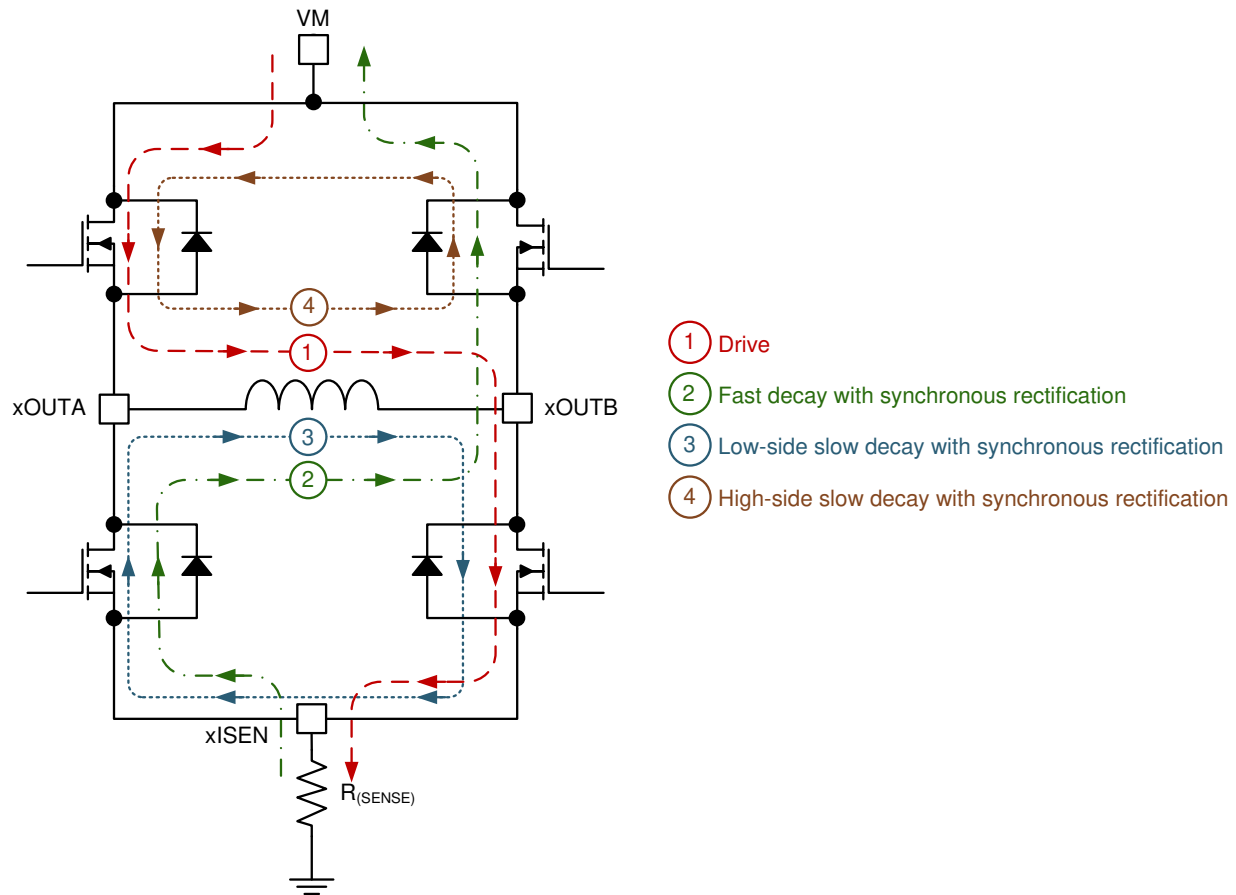 VM
4
1
xOUTA
xOUTB
3
2
xISEN
R(SENSE)
1 Drive
2 Fast decay with synchronous rectification
3 Low-side slow decay with synchronous rectification
4 High-side slow decay with synchronous rectification